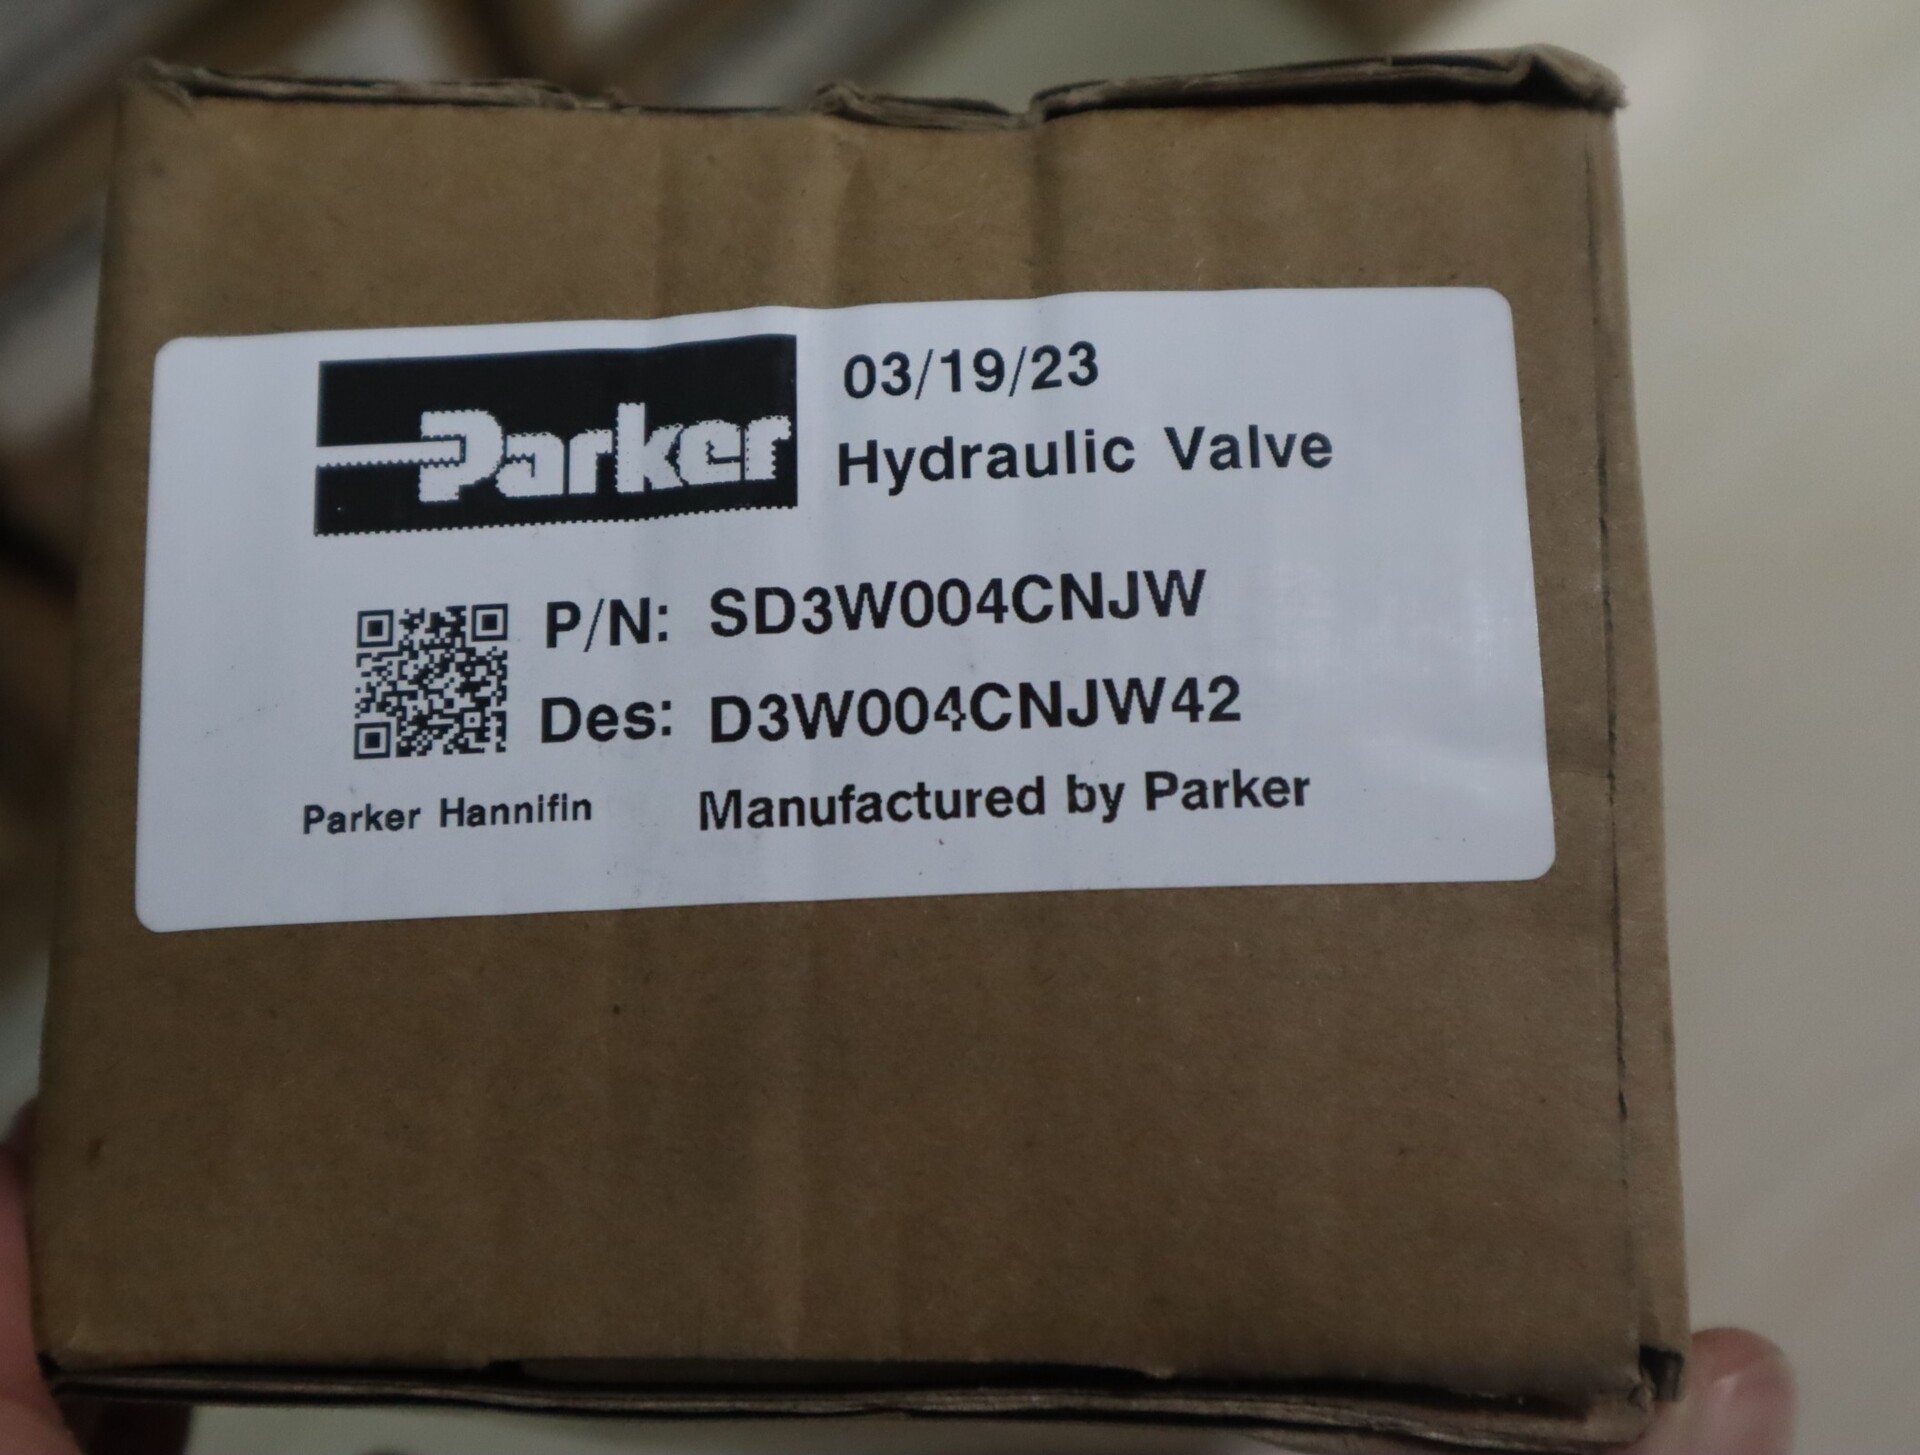 Parker
03/19/23
Hydraulic Valve
P/N: SD3W004CNJW
Des: D3W004CNJW42
Parker Hannifin
Manufactured by Parker